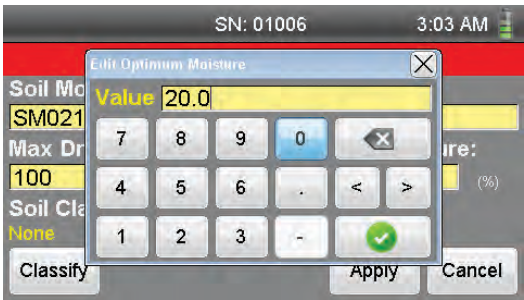 SN: 01006 3:03 AM
Edit Optimum Moisture
Soil Mo
Value 20.0
SM021
7 8 9 0
Max Dr ure:
100 4 5 6 . < > (%)
Soil Cla
None 1 2 3 -
Classify Apply Cancel